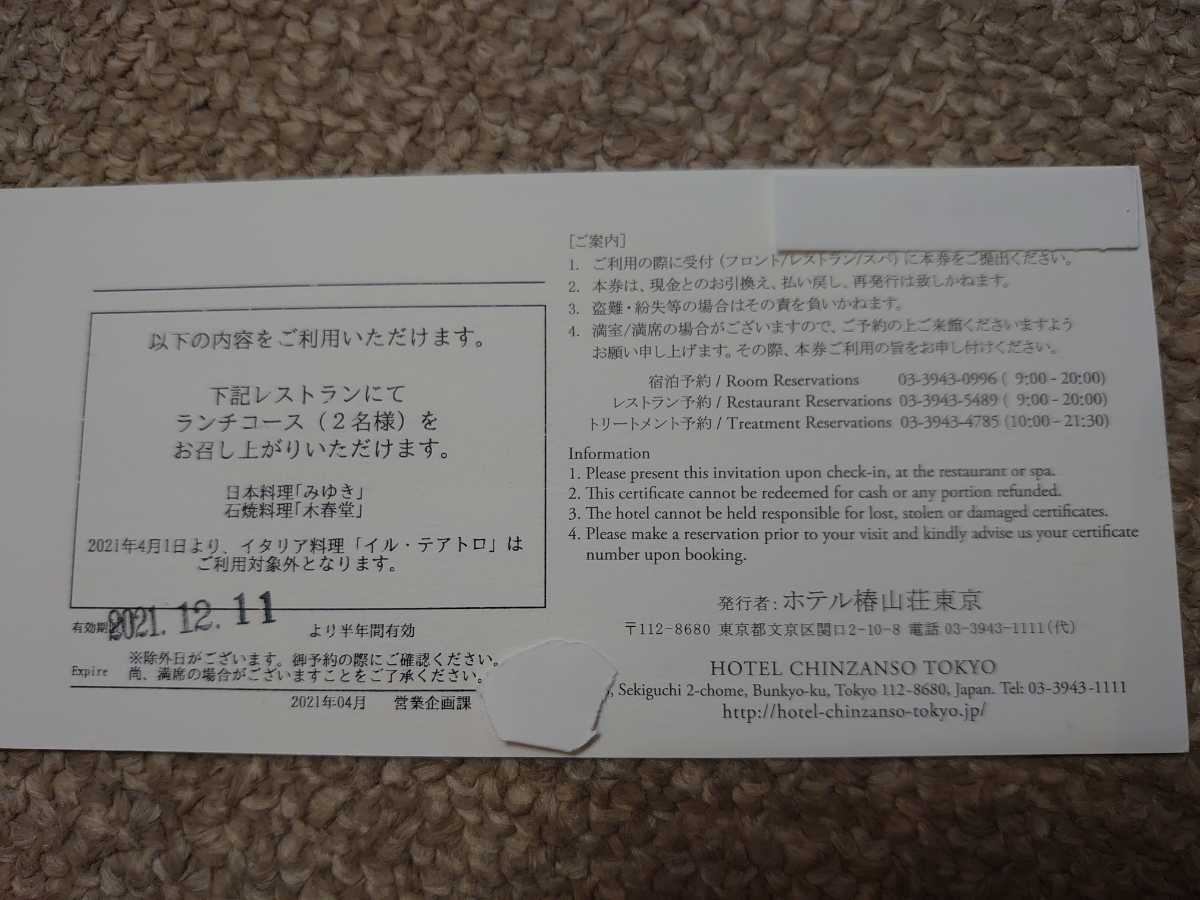 以下の内容をご利用いただけます。
下記レストランにて
ランチコース（２名様）を
お召し上がりいただけます。
日本料理「みゆき」
石焼料理「木春堂」
2021年4月1日より、イタリア料理「イル・テアトロ」は
ご利用対象外となります。
有効期 2021.12.11 より半年間有効
Expire
※除外日がございます。御予約の際にご確認ください。
尚、満席の場合がございますことをご了承ください。
2021年04月 営業企画課
[ご案内]
1. ご利用の際に受付（フロント/レストラン/スパ）に本券をご提出ください。
2. 本券は、現金とのお引換え、払い戻し、再発行は致しかねます。
3. 盗難・紛失等の場合はその責を負いかねます。
4. 満室/満席の場合がございますので、ご予約の上ご来館くださいますよう
お願い申し上げます。その際、本券ご利用の旨をお申し付けください。
宿泊予約 / Room Reservations 03-3943-0996 ( 9:00-20:00)
レストラン予約 / Restaurant Reservations 03-3943-5489 ( 9:00-20:00)
トリートメント予約 / Treatment Reservations 03-3943-4785 (10:00-21:30)
Information
1. Please present this invitation upon check-in, at the restaurant or spa.
2. This certificate cannot be redeemed for cash or any portion refunded.
3. The hotel cannot be held responsible for lost, stolen or damaged certificates.
4. Please make a reservation prior to your visit and kindly advise us your certificate
number upon booking.
発行者: ホテル椿山荘東京
〒112-8680 東京都文京区関口2-10-8 電話 03-3943-1111（代）
HOTEL CHINZANSO TOKYO
Sekiguchi 2-chome, Bunkyo-ku, Tokyo 112-8680, Japan. Tel: 03-3943-1111
http://hotel-chinzanso-tokyo.jp/